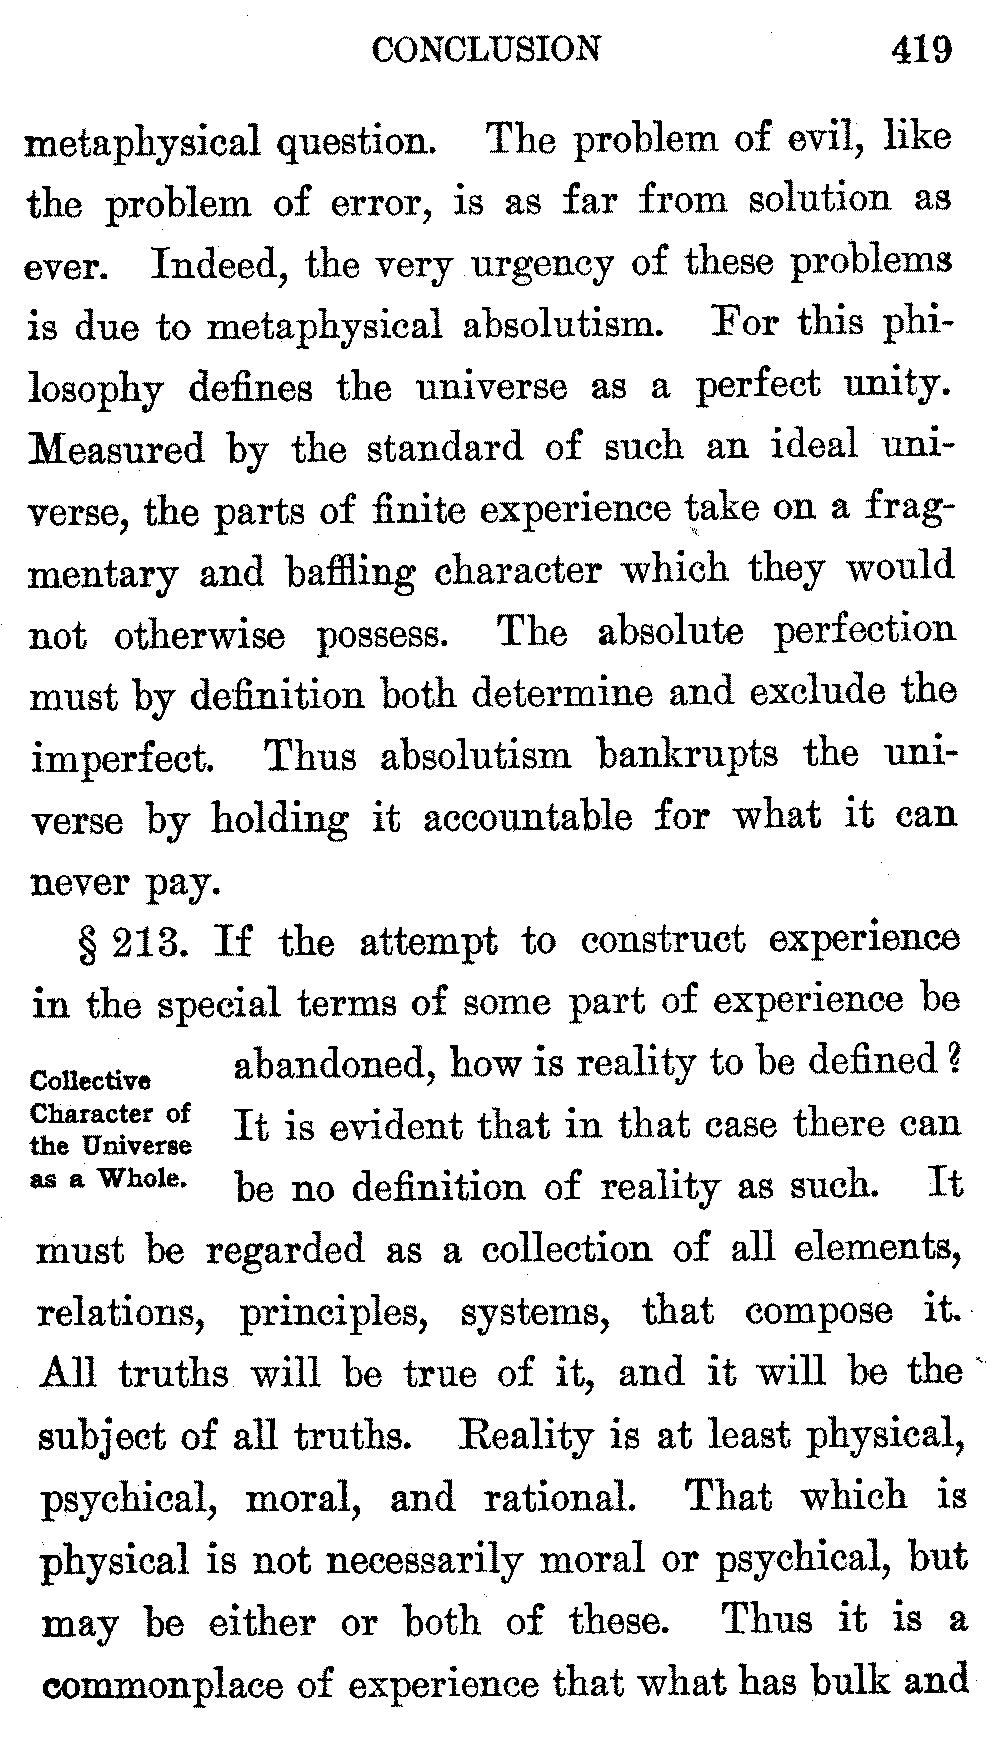 CONCLUSION 419
metaphysical question. The problem of evil, like
the problem of error, is as far from solution as
ever. Indeed, the very urgency of these problems
is due to metaphysical absolutism. For this phi-
losophy defines the universe as a perfect unity.
Measured by the standard of such an ideal uni-
verse, the parts of finite experience take on a frag-
mentary and baffling character which they would
not otherwise possess. The absolute perfection
must by definition both determine and exclude the
imperfect. Thus absolutism bankrupts the uni-
verse by holding it accountable for what it can
never pay.
§ 213. If the attempt to construct experience
in the special terms of some part of experience be
Collective
Character of
the Universe
as a Whole.
abandoned, how is reality to be defined?
It is evident that in that case there can
be no definition of reality as such. It
must be regarded as a collection of all elements,
relations, principles, systems, that compose it.
All truths will be true of it, and it will be the
subject of all truths. Reality is at least physical,
psychical, moral, and rational. That which is
physical is not necessarily moral or psychical, but
may be either or both of these. Thus it is a
commonplace of experience that what has bulk and